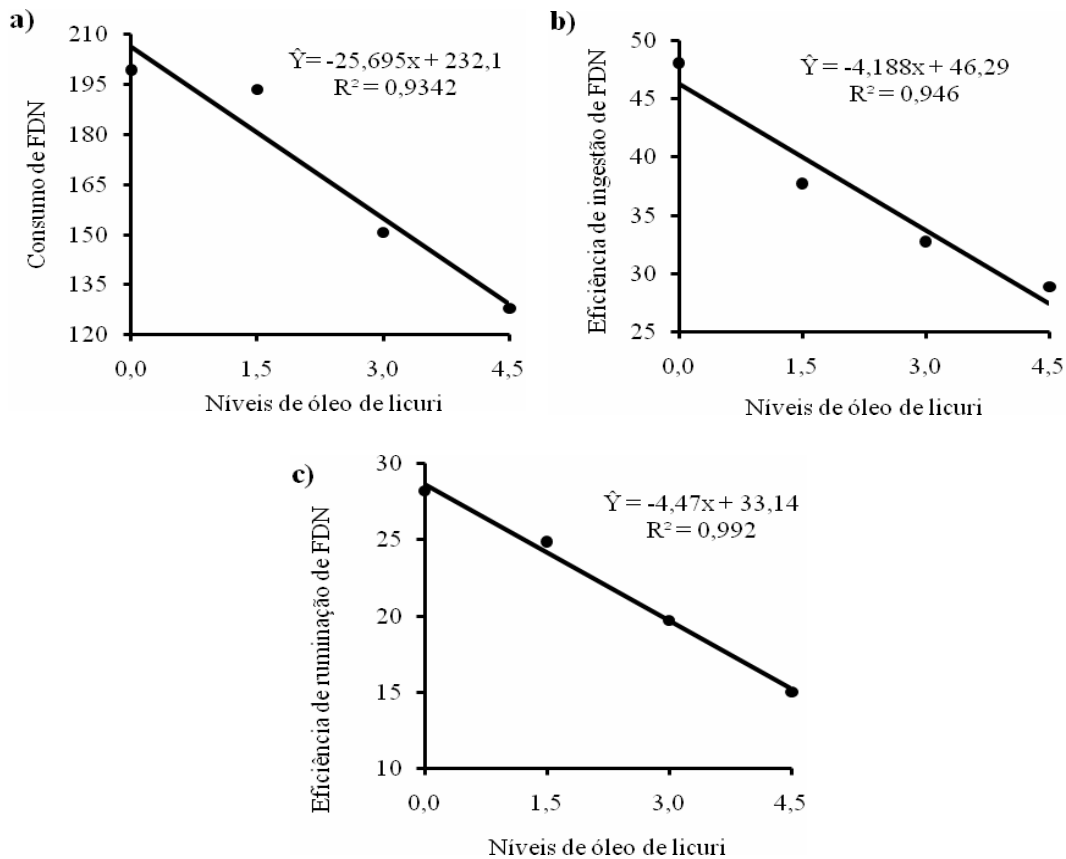 a)
Consumo de FDN
210
195
180
165
150
135
120
Ŷ= -25,695x + 232,1
R² = 0,9342
0,0 1,5 3,0 4,5
Níveis de óleo de licuri
b)
Eficiência de ingestão de FDN
50
45
40
35
30
25
Ŷ = -4,188x + 46,29
R² = 0,946
0,0 1,5 3,0 4,5
Níveis de óleo de licuri
c)
Eficiência de ruminação de FDN
30
25
20
15
10
Ŷ = -4,47x + 33,14
R² = 0,992
0,0 1,5 3,0 4,5
Níveis de óleo de licuri